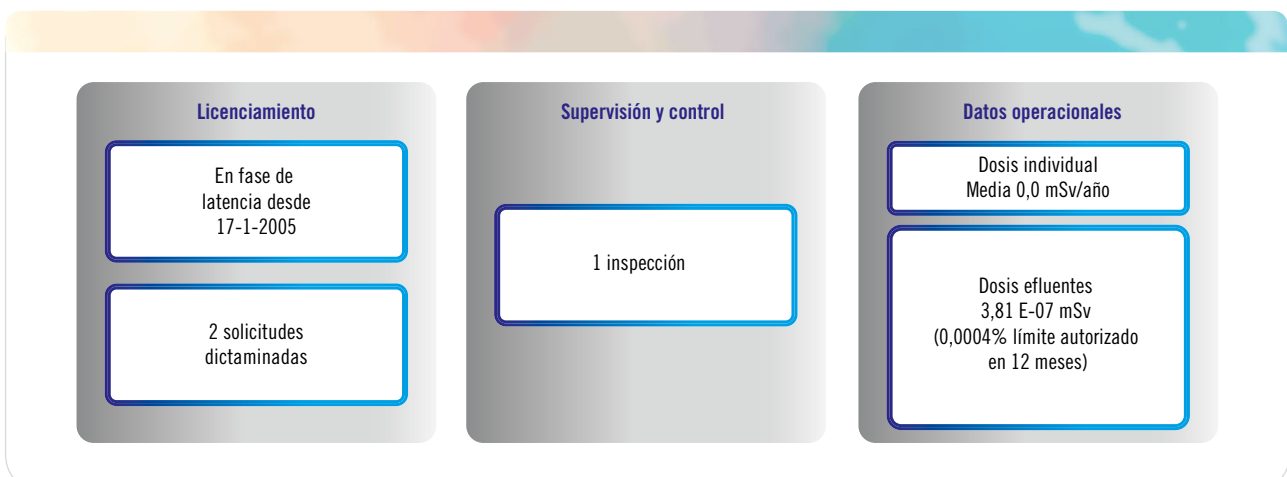 Licenciamiento
En fase de
latencia desde
17-1-2005
2 solicitudes
dictaminadas
Supervisión y control
1 inspección
Datos operacionales
Dosis individual
Media 0,0 mSv/año
Dosis efluentes
3,81 E-07 mSv
(0,0004% límite autorizado
en 12 meses)